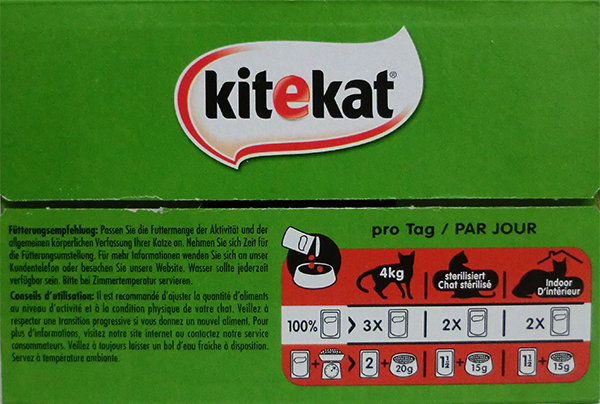 kitekat®
Fütterungsempfehlung: Passen Sie die Futtermenge der Aktivität und der
allgemeinen körperlichen Verfassung Ihrer Katze an. Nehmen Sie sich Zeit für
die Fütterungsumstellung. Für mehr Informationen wenden Sie sich an unser
Kundentelefon oder besuchen Sie unsere Website. Wasser sollte jederzeit
verfügbar sein. Bitte bei Zimmertemperatur servieren.
Conseils d'utilisation: Il est recommandé d'ajuster la quantité d'aliments
au niveau d'activité et à la condition physique de votre chat. Veillez à
respecter une transition progressive si vous donnez un nouvel aliment. Pour
plus d'informations, visitez notre site internet ou contactez notre service
consommateurs. Veillez à toujours laisser un bol d'eau fraîche à disposition.
Servez à température ambiante.
pro Tag / PAR JOUR
4kg
sterilisiert
Chat stérilisé
Indoor
D'intérieur
100% > 3X 2X 2X
+ > 2 + 20g 1½ + 15g 1½ + 15g